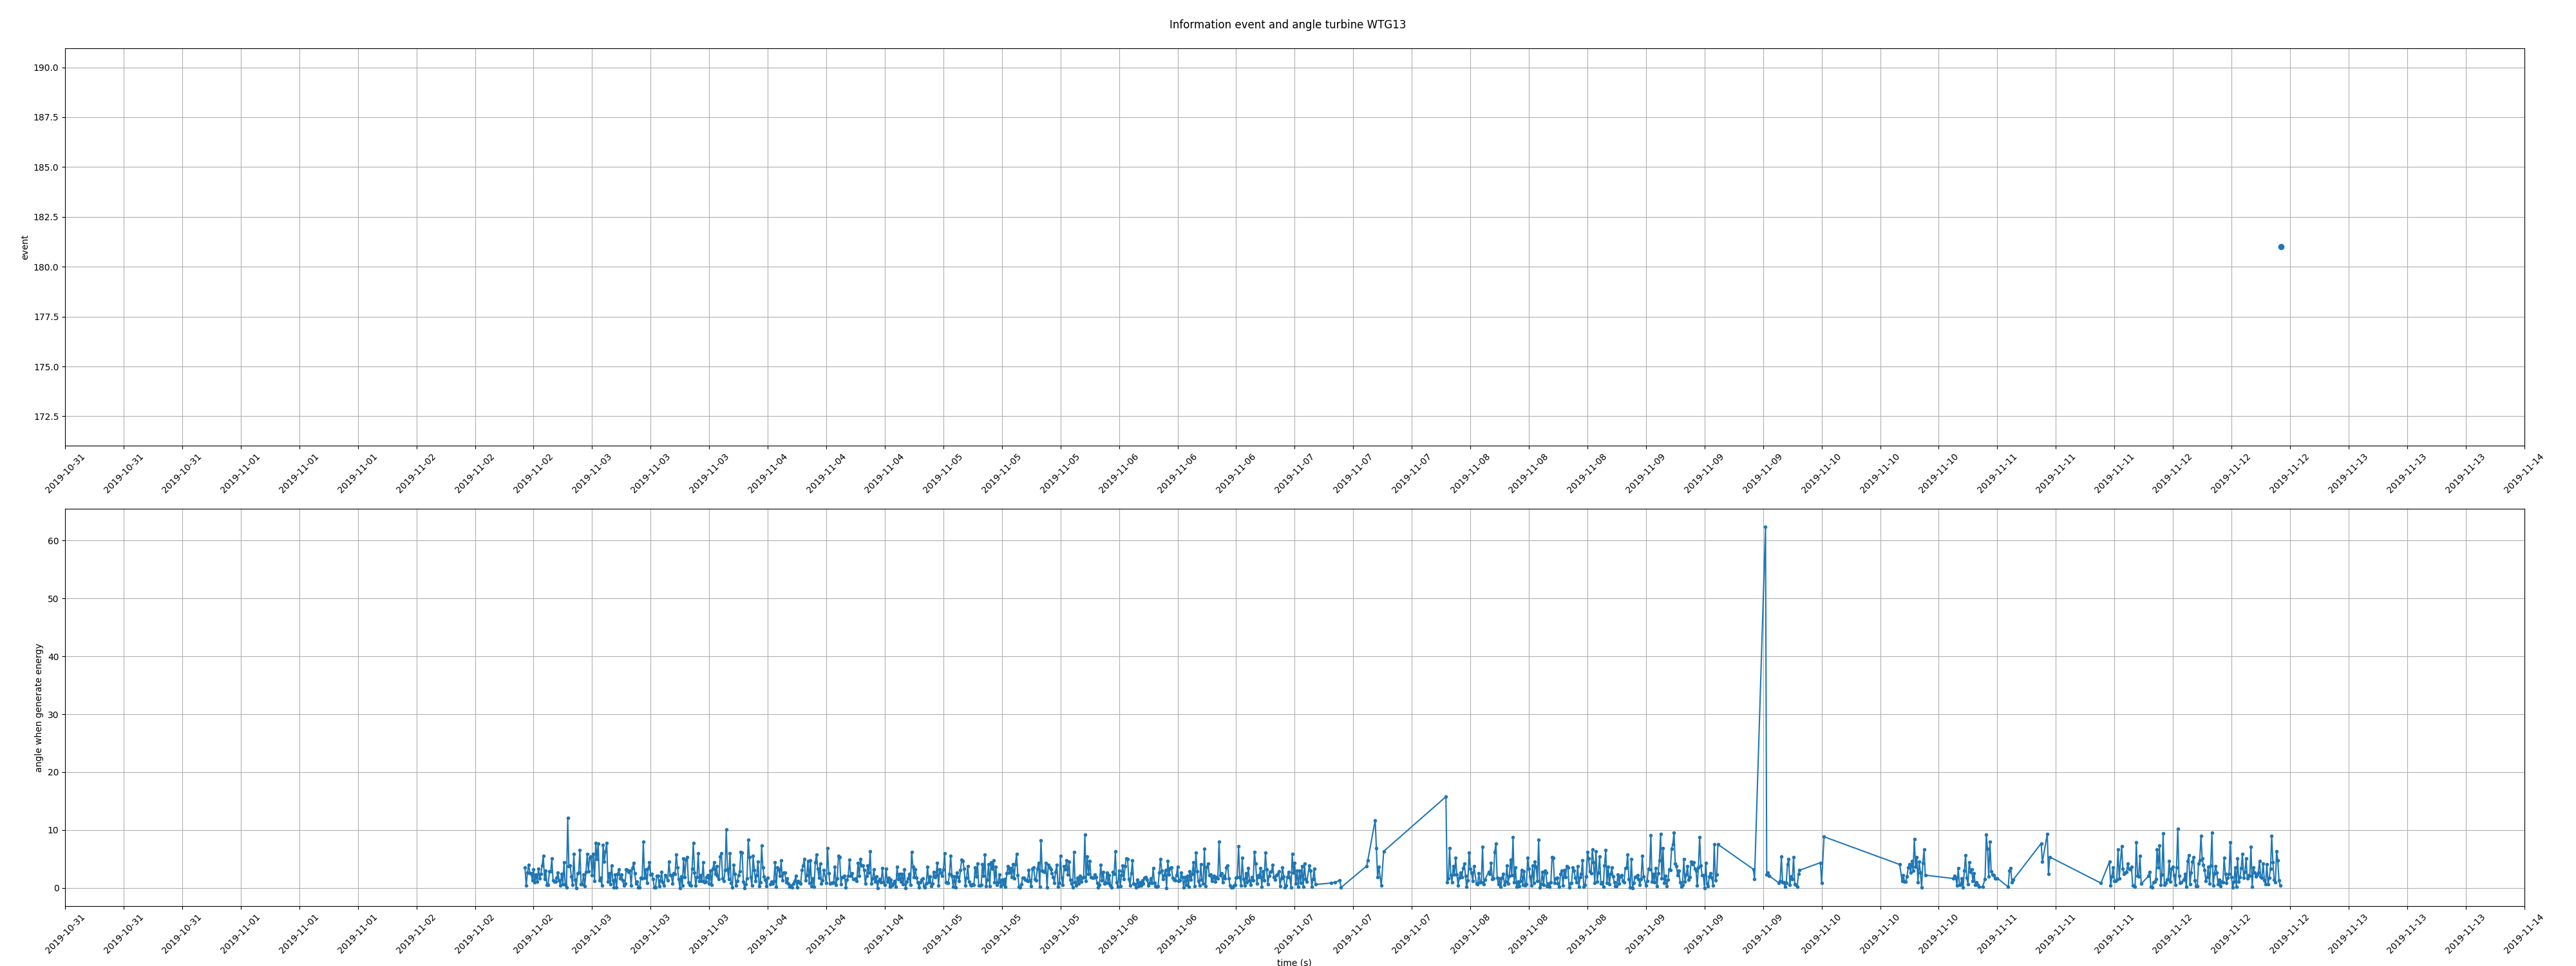 Information event and angle turbine WTG13
190.0
187.5
185.0
182.5
180.0
177.5
175.0
172.5
event
2019-10-31 2019-10-31 2019-10-31 2019-11-01 2019-11-01 2019-11-01 2019-11-02 2019-11-02 2019-11-02 2019-11-03 2019-11-03 2019-11-03 2019-11-04 2019-11-04 2019-11-04 2019-11-05 2019-11-05 2019-11-05 2019-11-06 2019-11-06 2019-11-06 2019-11-07 2019-11-07 2019-11-07 2019-11-08 2019-11-08 2019-11-08 2019-11-09 2019-11-09 2019-11-09 2019-11-10 2019-11-10 2019-11-10 2019-11-11 2019-11-11 2019-11-11 2019-11-12 2019-11-12 2019-11-12 2019-11-13 2019-11-13 2019-11-13 2019-11-14
60
50
40
30
20
10
0
angle when generate energy
2019-10-31 2019-10-31 2019-10-31 2019-11-01 2019-11-01 2019-11-01 2019-11-02 2019-11-02 2019-11-02 2019-11-03 2019-11-03 2019-11-03 2019-11-04 2019-11-04 2019-11-04 2019-11-05 2019-11-05 2019-11-05 2019-11-06 2019-11-06 2019-11-06 2019-11-07 2019-11-07 2019-11-07 2019-11-08 2019-11-08 2019-11-08 2019-11-09 2019-11-09 2019-11-09 2019-11-10 2019-11-10 2019-11-10 2019-11-11 2019-11-11 2019-11-11 2019-11-12 2019-11-12 2019-11-12 2019-11-13 2019-11-13 2019-11-13 2019-11-14
time (s)